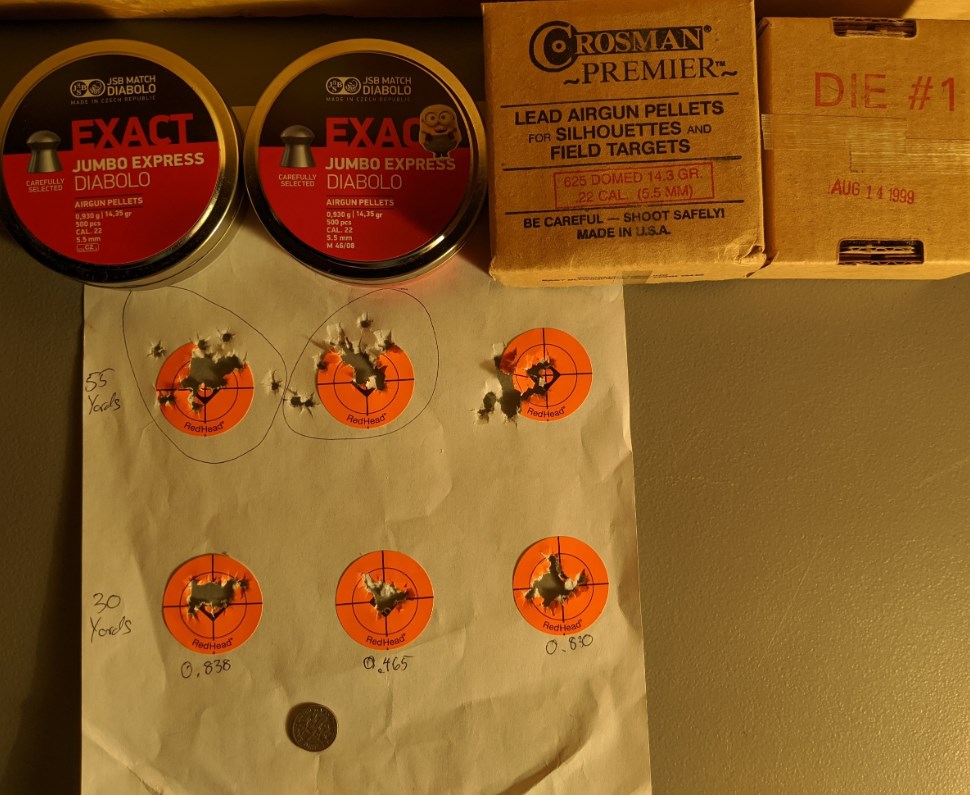 JSB MATCH
DIABOLO
MADE IN CZECH REPUBLIC
EXACT
JUMBO EXPRESS
DIABOLO
CAREFULLY
SELECTED
AIRGUN PELLETS
0,930 g | 14,35 gr
500 pcs
CAL. 22
5.5 mm
JSB MATCH
DIABOLO
MADE IN CZECH REPUBLIC
EXAC
JUMBO EXPRESS
DIABOLO
CAREFULLY
SELECTED
AIRGUN PELLETS
0,930 g | 14,35 gr
500 pcs
CAL. 22
5.5 mm
CROSMAN®
~PREMIER™~
LEAD AIRGUN PELLETS
FOR SILHOUETTES AND
FIELD TARGETS
625 DOMED 14.3 GR.
.22 CAL. (5.5 MM)
BE CAREFUL — SHOOT SAFELY!
MADE IN U.S.A.
DIE #1
AUG 14 1999
55
Yards
RedHead®
RedHead®
RedHead®
30
Yards
RedHead®
RedHead®
RedHead®
0.838
0.465
0.830